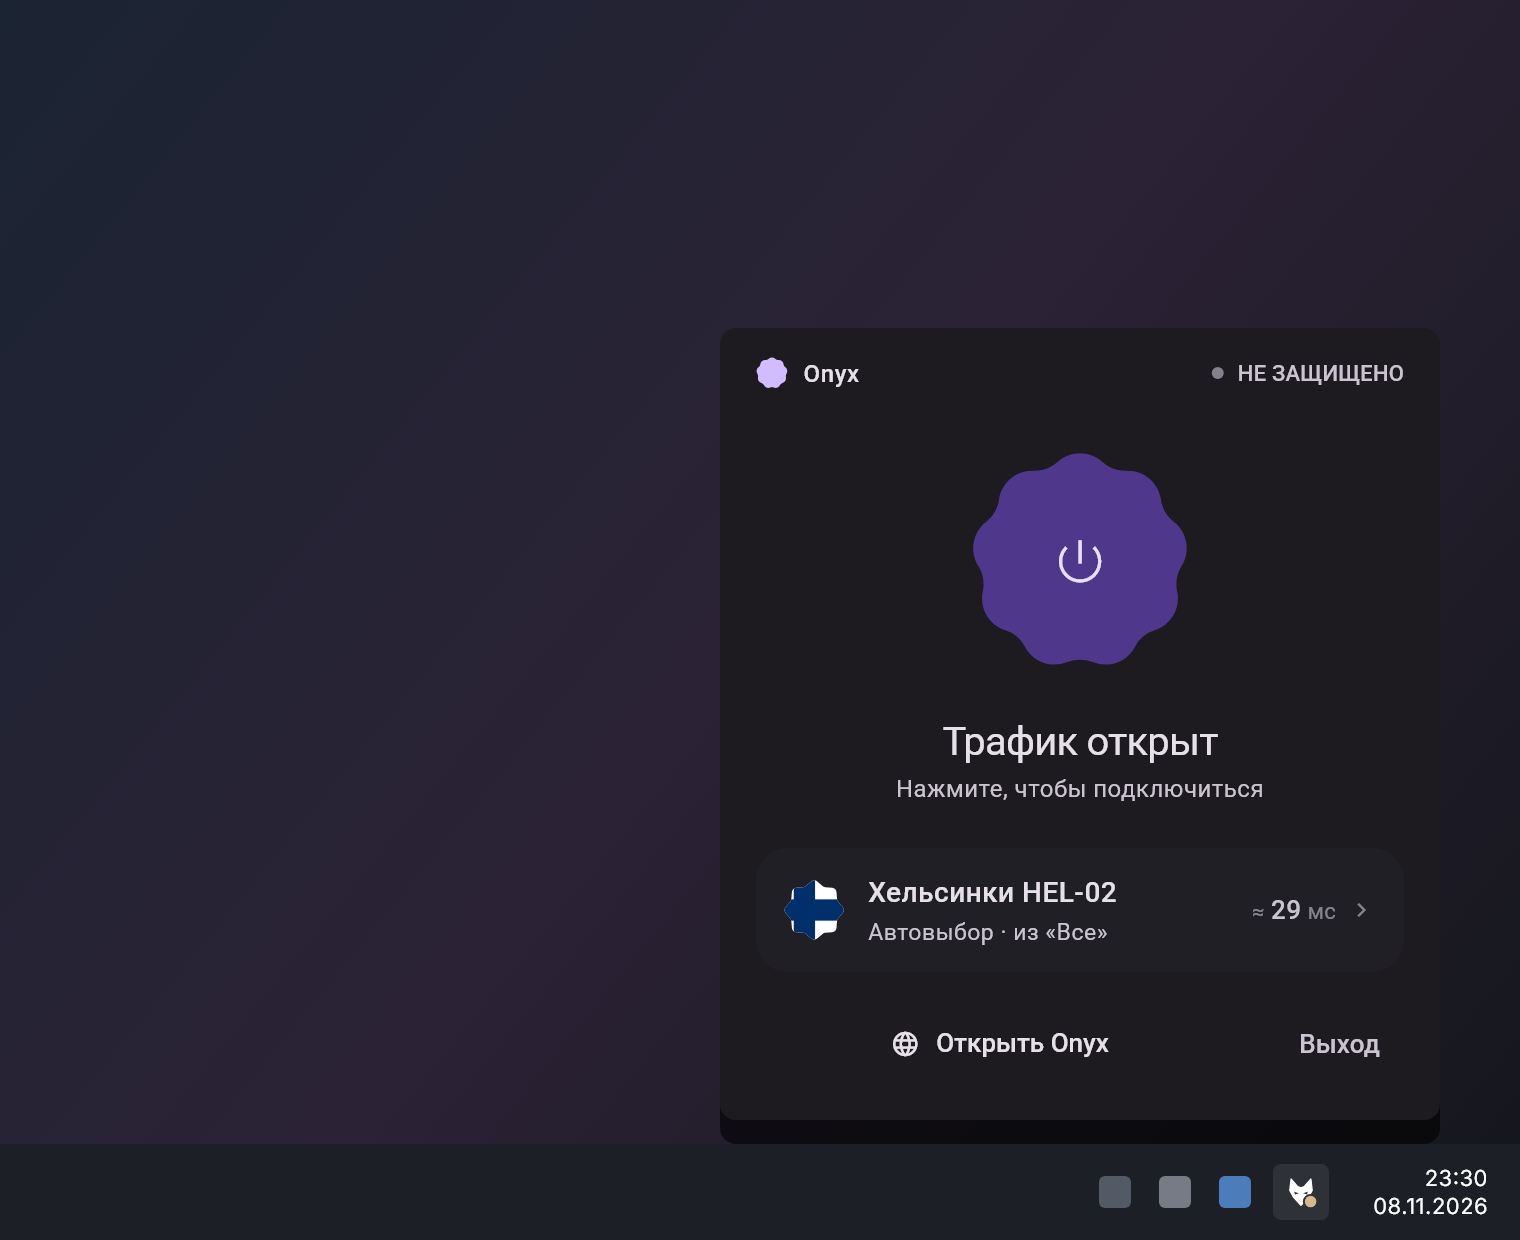 Onyx
НЕ ЗАЩИЩЕНО
Трафик открыт
Нажмите, чтобы подключиться
Хельсинки HEL-02
Автовыбор · из «Все»
≈ 29 мс
Открыть Onyx
Выход
23:30
08.11.2026